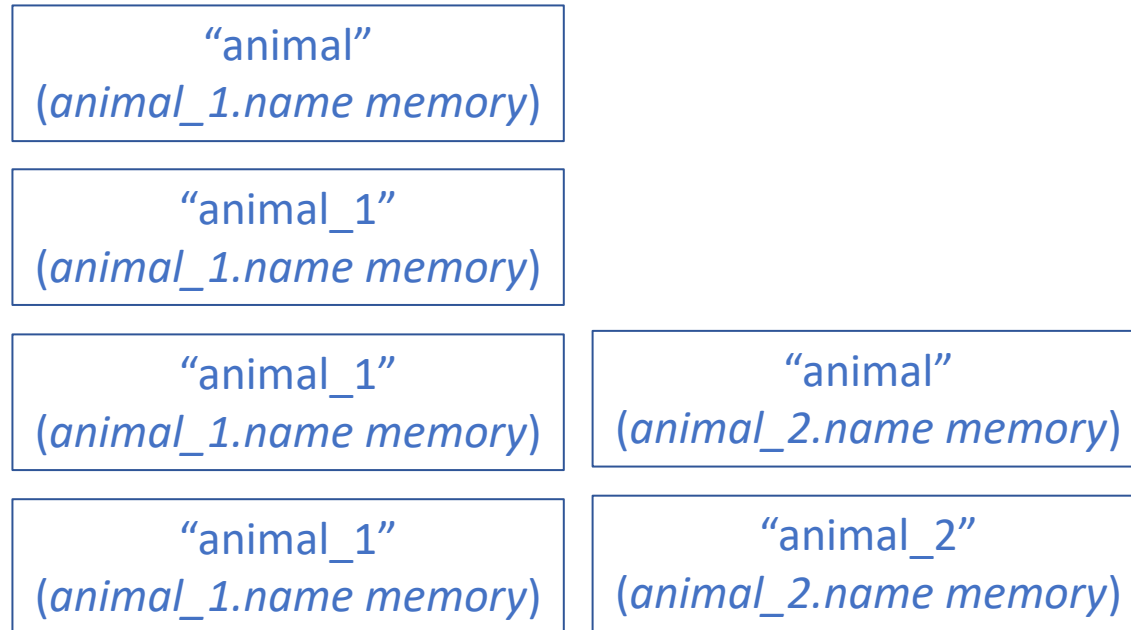 “animal”
(animal_1.name memory)
“animal_1”
(animal_1.name memory)
“animal_1”
(animal_1.name memory)
“animal”
(animal_2.name memory)
“animal_1”
(animal_1.name memory)
“animal_2”
(animal_2.name memory)